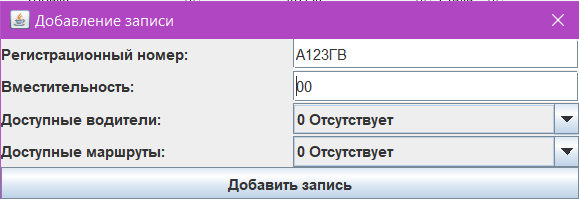 Добавление записи
Регистрационный номер: А123ГВ
Вместительность: 00
Доступные водители: 0 Отсутствует
Доступные маршруты: 0 Отсутствует
Добавить запись